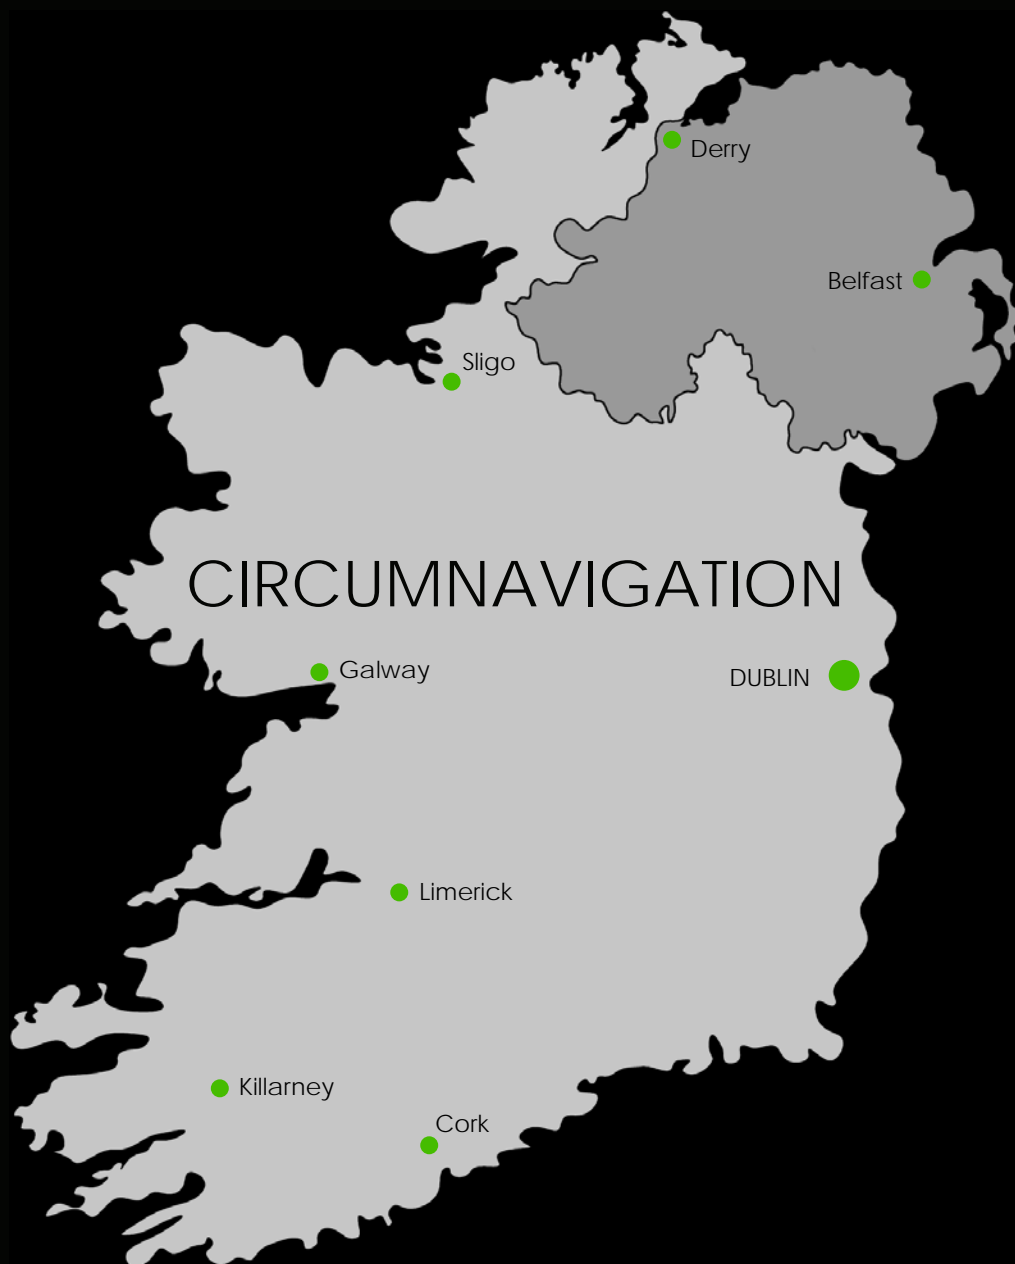 Derry
Belfast
Sligo
CIRCUMNAVIGATION
Galway
DUBLIN
Limerick
Killarney
Cork